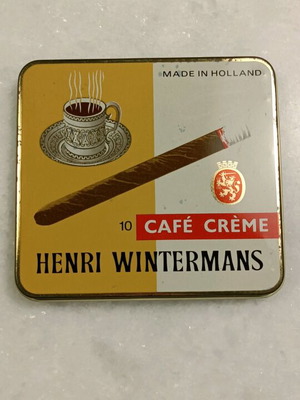 MADE IN HOLLAND
10 CAFÉ CRÈME
HENRI WINTERMANS